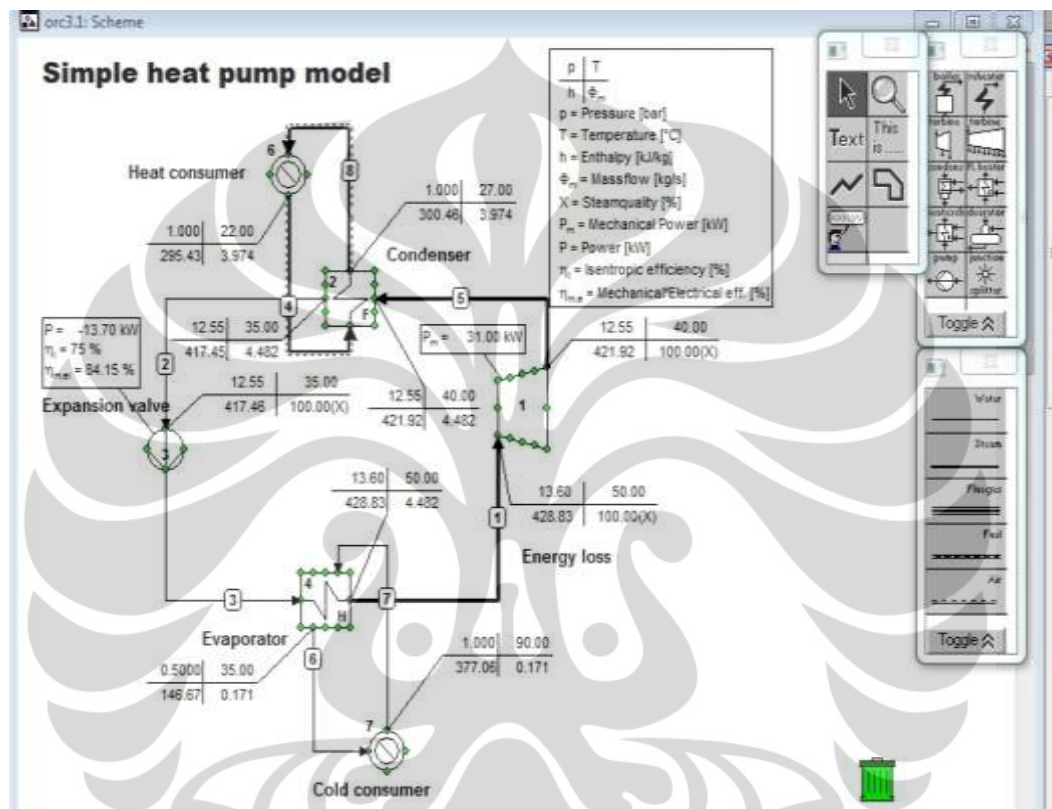 orc3.1: Scheme
Simple heat pump model
p T
h Φm
p = Pressure [bar]
T = Temperature [°C]
h = Enthalpy [kJ/kg]
Φm = Massflow [kg/s]
X = Steamquality [%]
Pm = Mechanical Power [kW]
P = Power [kW]
ηi = Isentropic efficiency [%]
ηm,e = Mechanical*Electrical eff. [%]
6
8
Heat consumer
1.000 27.00
300.46 3.974
1.000 22.00
295.43 3.974
Condenser
2
F
5
4
12.55 35.00
417.45 4.482
Pm = 31.00 kW
12.55 40.00
421.92 100.00(X)
P = -13.70 kW
ηi = 75 %
ηm,e = 84.15 %
2
12.55 35.00
417.46 100.00(X)
12.55 40.00
421.92 4.482
1
Expansion valve
3
13.60 50.00
428.83 4.482
13.60 50.00
428.83 100.00(X)
1
Energy loss
4
H
3
7
Evaporator
6
0.5000 35.00
146.67 0.171
1.000 90.00
377.06 0.171
7
Cold consumer
Text
This
is .....
boiler
turbine
pump
junction
splitter
Toggle
Water
Steam
Fluegas
Fuel
Air
Toggle